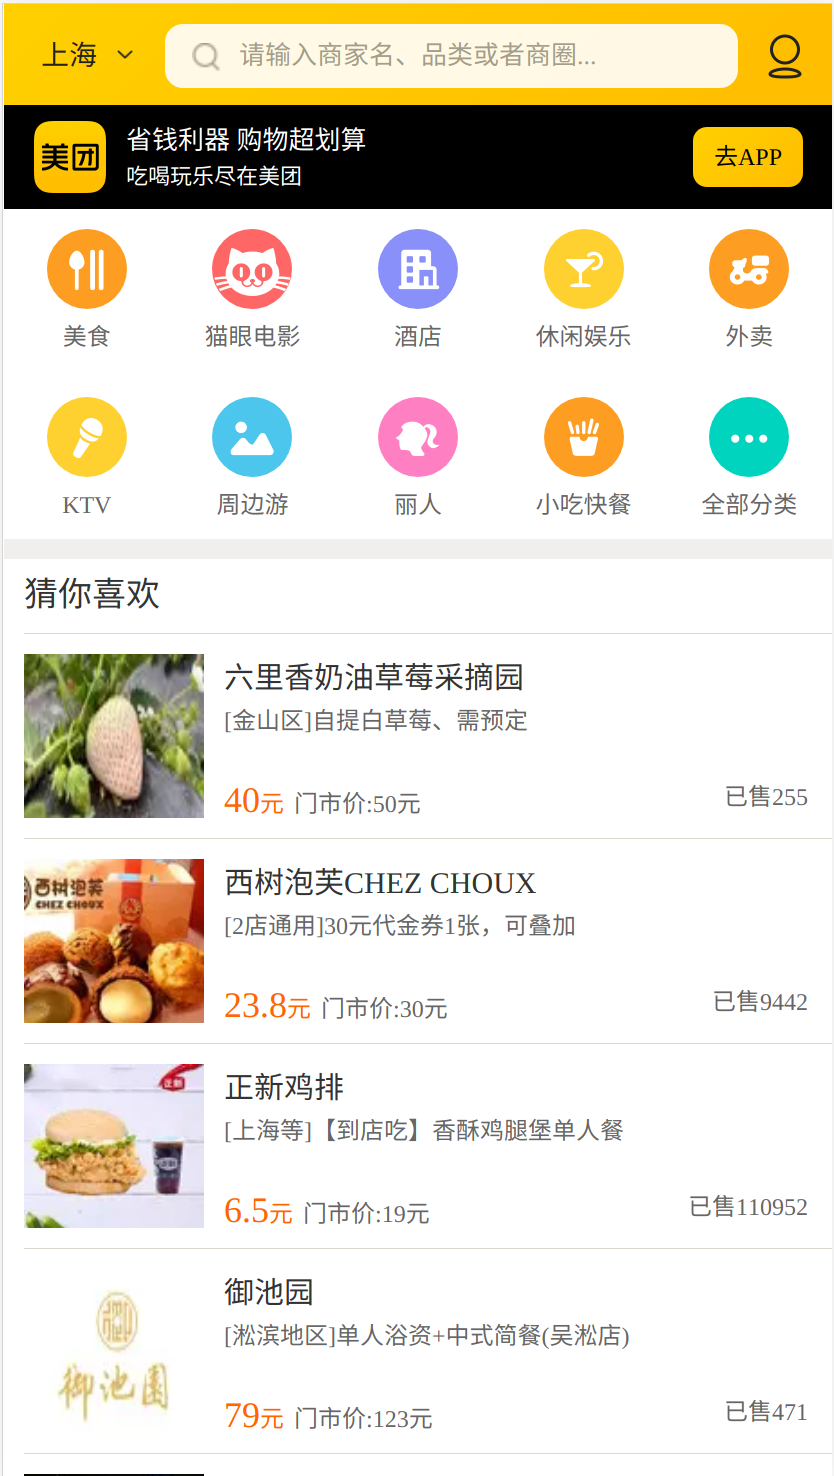 上海
请输入商家名、品类或者商圈...
美团
省钱利器 购物超划算
吃喝玩乐尽在美团
去APP
美食
猫眼电影
酒店
休闲娱乐
外卖
KTV
周边游
丽人
小吃快餐
全部分类
猜你喜欢
六里香奶油草莓采摘园
[金山区]自提白草莓、需预定
40元 门市价:50元
已售255
西树泡芙
CHEZ CHOUX
西树泡芙CHEZ CHOUX
[2店通用]30元代金券1张，可叠加
23.8元 门市价:30元
已售9442
正新
正新鸡排
[上海等]【到店吃】香酥鸡腿堡单人餐
6.5元 门市价:19元
已售110952
御池園
御池园
[淞滨地区]单人浴资+中式简餐(吴淞店)
79元 门市价:123元
已售471